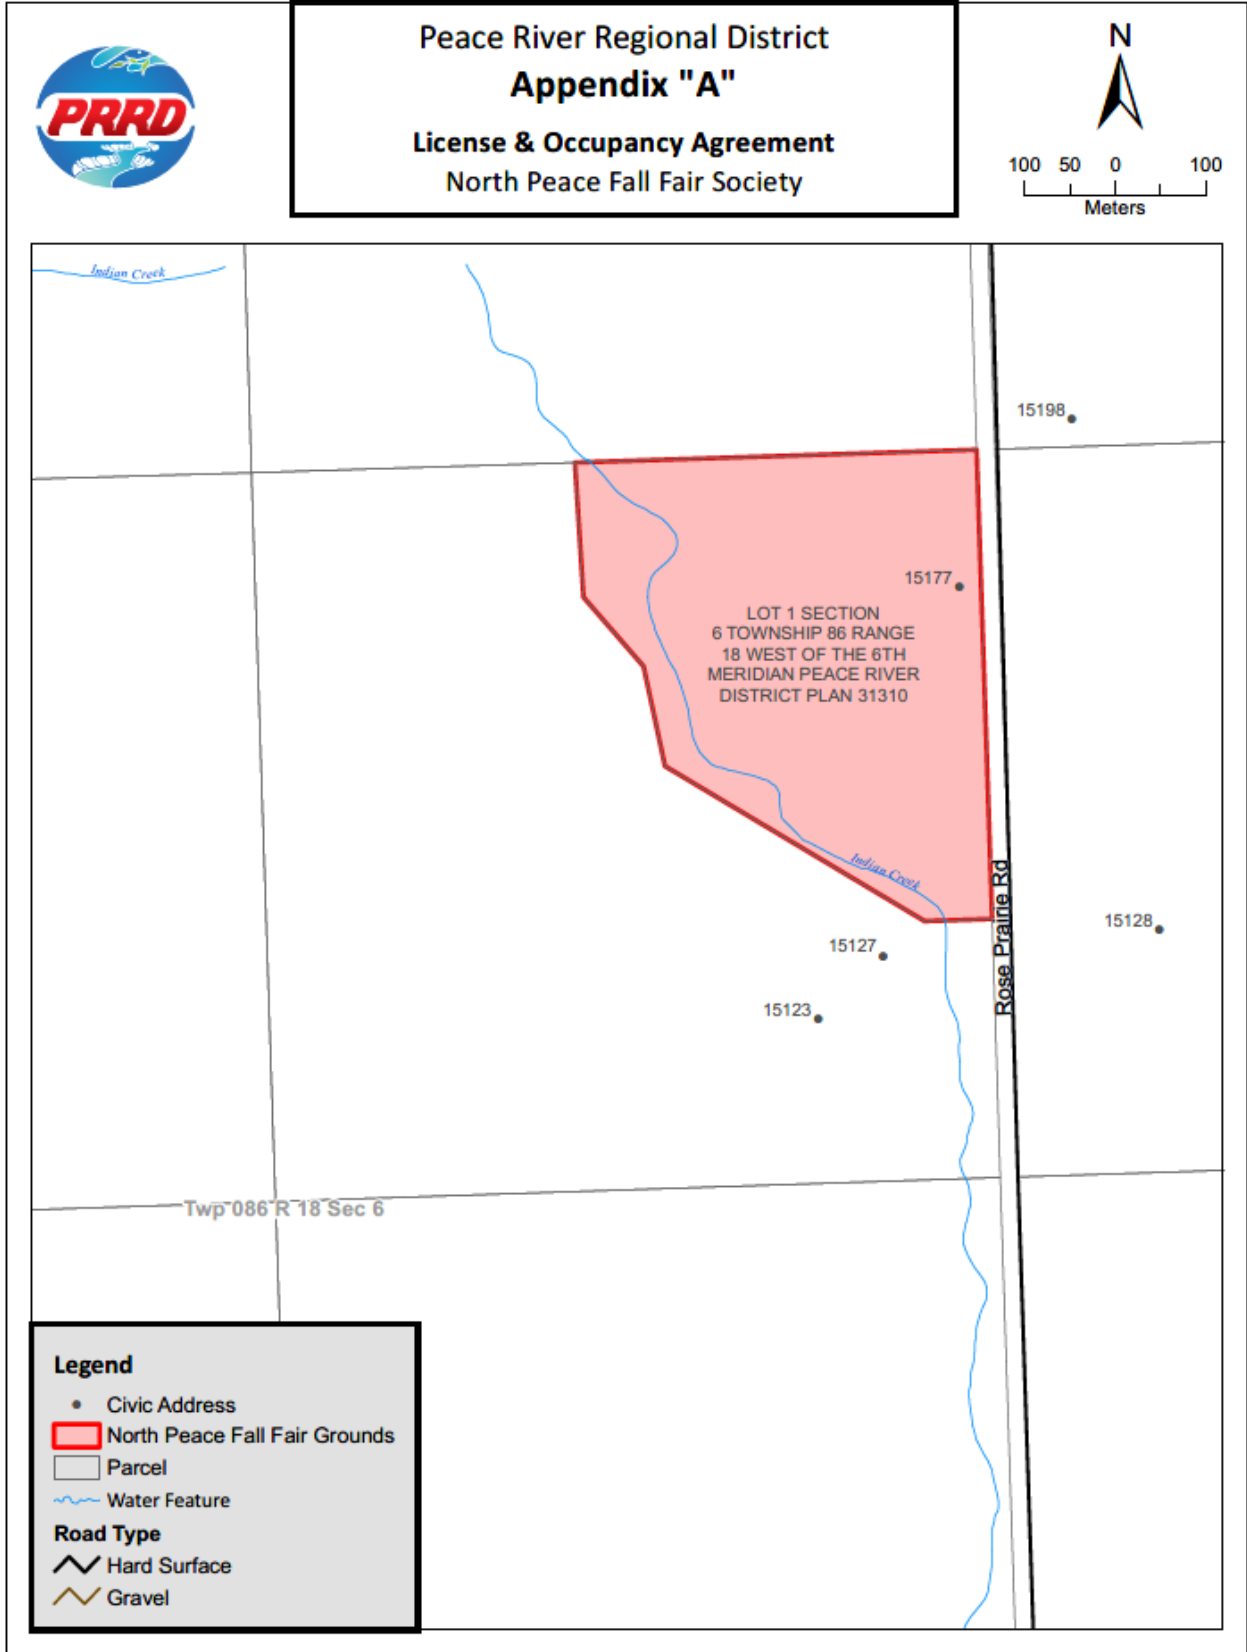 PRRD
Peace River Regional District
Appendix "A"
License & Occupancy Agreement
North Peace Fall Fair Society
N
100 50 0 100
Meters
Indian Creek
15198
15177
LOT 1 SECTION
6 TOWNSHIP 86 RANGE
18 WEST OF THE 6TH
MERIDIAN PEACE RIVER
DISTRICT PLAN 31310
Indian Creek
Rose Prairie Rd
15128
15127
15123
Twp 086 R 18 Sec 6
Legend
Civic Address
North Peace Fall Fair Grounds
Parcel
Water Feature
Road Type
Hard Surface
Gravel